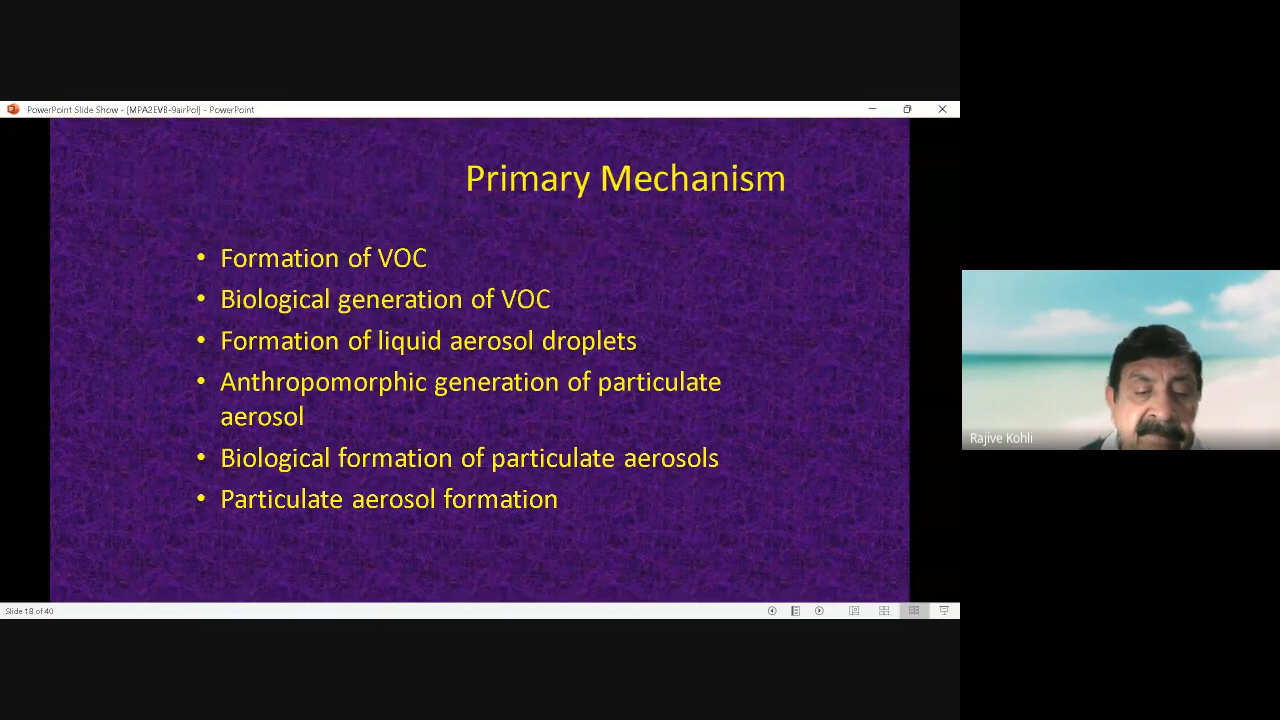 PowerPoint Slide Show - [MPA2EVB-9airPol] - PowerPoint
Primary Mechanism
• Formation of VOC
• Biological generation of VOC
• Formation of liquid aerosol droplets
• Anthropomorphic generation of particulate
aerosol
• Biological formation of particulate aerosols
• Particulate aerosol formation
Rajive Kohli
Slide 18 of 40